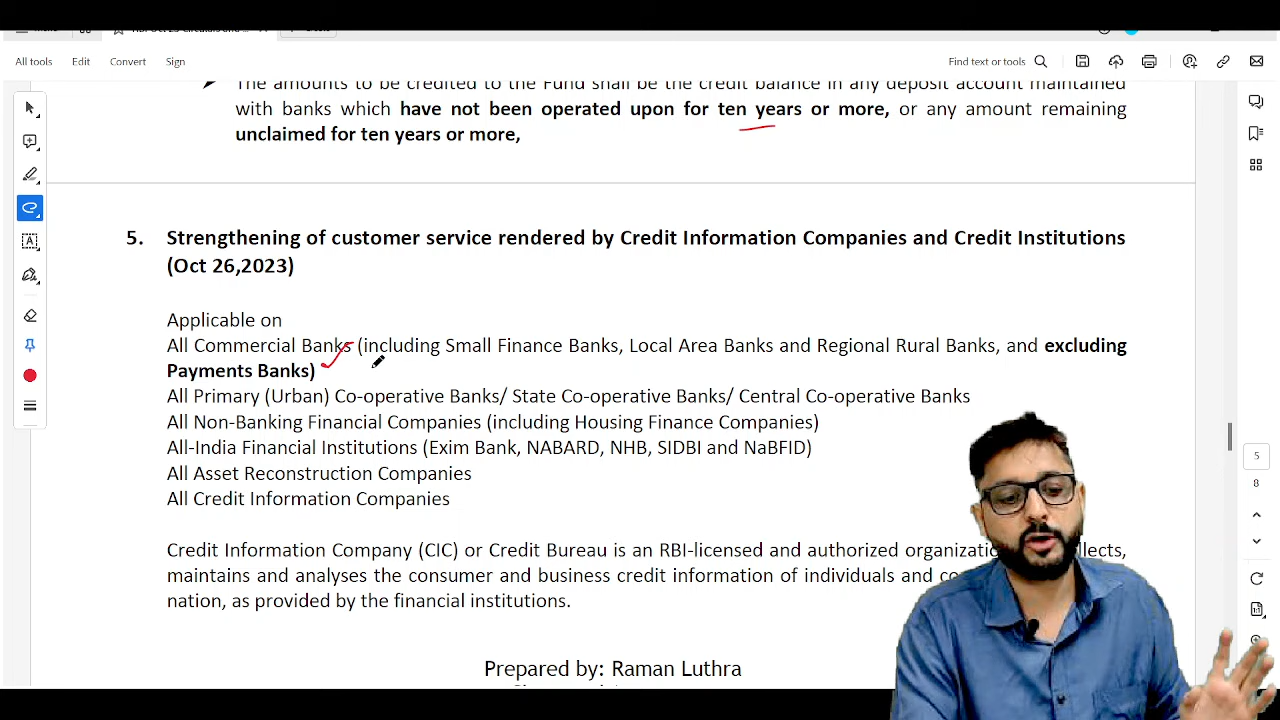 All tools Edit Convert Sign Find text or tools
The amounts to be credited to the Fund shall be the credit balance in any deposit account maintained
with banks which have not been operated upon for ten years or more, or any amount remaining
unclaimed for ten years or more,
5. Strengthening of customer service rendered by Credit Information Companies and Credit Institutions
(Oct 26,2023)
Applicable on
All Commercial Banks (including Small Finance Banks, Local Area Banks and Regional Rural Banks, and excluding
Payments Banks)
All Primary (Urban) Co-operative Banks/ State Co-operative Banks/ Central Co-operative Banks
All Non-Banking Financial Companies (including Housing Finance Companies)
All-India Financial Institutions (Exim Bank, NABARD, NHB, SIDBI and NaBFID)
All Asset Reconstruction Companies
All Credit Information Companies
5
8
Credit Information Company (CIC) or Credit Bureau is an RBI-licensed and authorized
maintains and analyses the consumer and business credit information of individuals and
nation, as provided by the financial institutions.
Prepared by: Raman Luthra